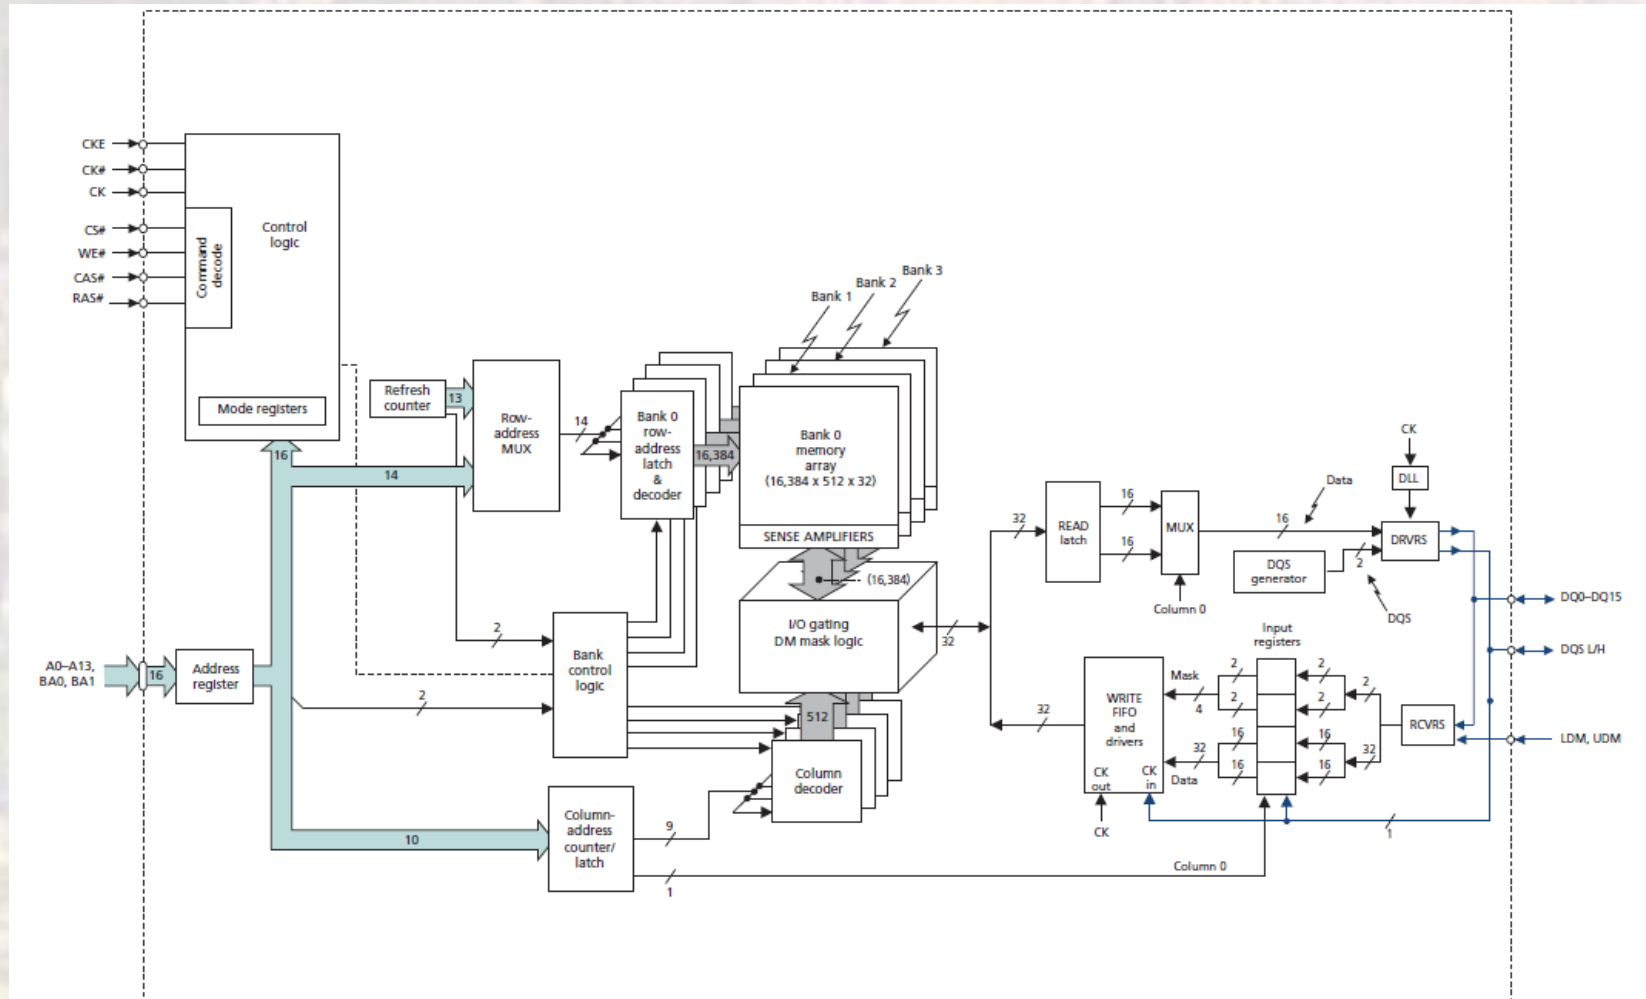 CKE
CK#
CK
CS#
WE#
CAS#
RAS#
Command
decode
Control
logic
Mode registers
Refresh
counter
13
Row-
address
MUX
14
Bank 0
row-
address
latch
&
decoder
16,384
Bank 1
Bank 2
Bank 3
Bank 0
memory
array
(16,384 x 512 x 32)
SENSE AMPLIFIERS
(16,384)
I/O gating
DM mask logic
16
14
2
2
Bank
control
logic
A0–A13,
BA0, BA1
16
Address
register
512
Column
decoder
10
Column-
address
counter/
latch
9
1
Column 0
32
32
READ
latch
16
16
MUX
Column 0
16
Data
DQS
generator
2
DQS
CK
DLL
DRVRS
DQ0–DQ15
DQS L/H
LDM, UDM
RCVRS
Input
registers
2
2
2
2
2
16
16
16
16
32
Mask
4
32
Data
WRITE
FIFO
and
drivers
CK
out
CK
in
CK
32
1